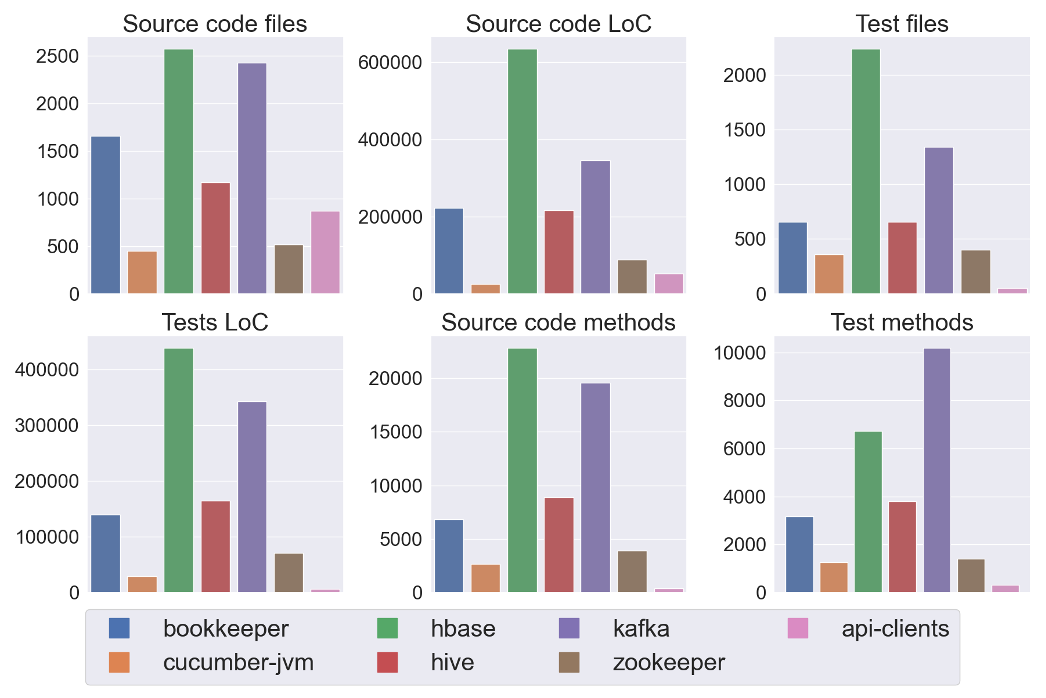 Source code files
Source code LoC
Test files
2500
2000
1500
1000
500
0
600000
400000
200000
0
2000
1500
1000
500
0
Tests LoC
Source code methods
Test methods
400000
300000
200000
100000
0
20000
15000
10000
5000
0
10000
8000
6000
4000
2000
0
bookkeeper
hbase
kafka
api-clients
cucumber-jvm
hive
zookeeper